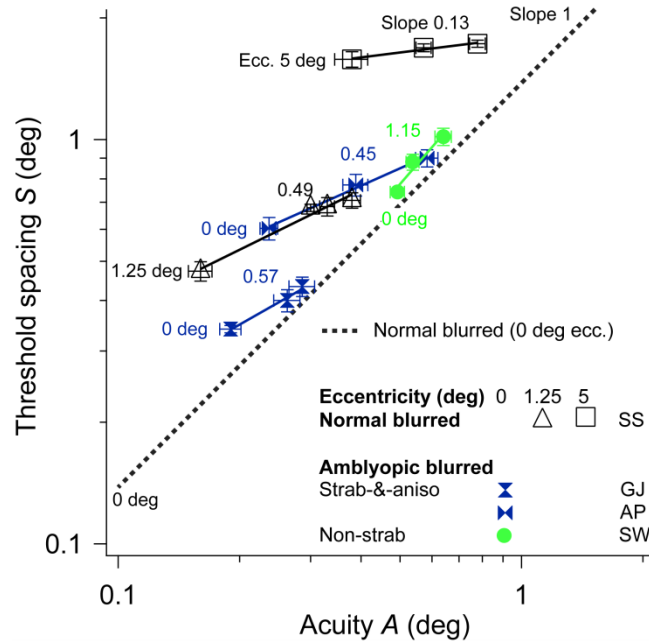 Slope 1
Slope 0.13
Ecc. 5 deg
1
1.15
0.45
0.49
0 deg
0 deg
1.25 deg
0.57
0 deg
Normal blurred (0 deg ecc.)
Eccentricity (deg) 0 1.25 5
Normal blurred SS
Amblyopic blurred
Strab-&-aniso GJ
AP
Non-strab SW
0 deg
0.1
Threshold spacing S (deg)
0.1 1
Acuity A (deg)